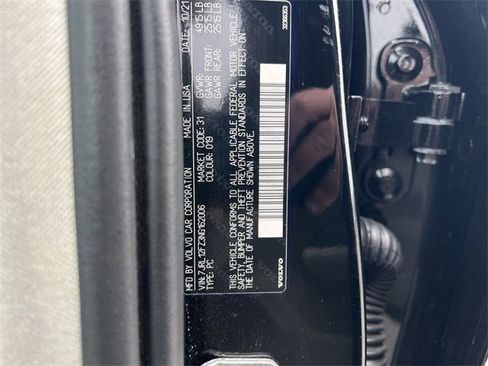 MFD. BY VOLVO CAR CORPORATION MADE IN USA DATE: 10/21
GVWR: 4915 LB
GAWR FRONT: 2515 LB
GAWR REAR: 2515 LB
VIN: 7JRL12FZ3NG162006 MARKET CODE: 31
TYPE: PC COLOUR: 019
THIS VEHICLE CONFORMS TO ALL APPLICABLE FEDERAL MOTOR VEHICLE
SAFETY, BUMPER AND THEFT PREVENTION STANDARDS IN EFFECT ON
THE DATE OF MANUFACTURE SHOWN ABOVE.
VOLVO